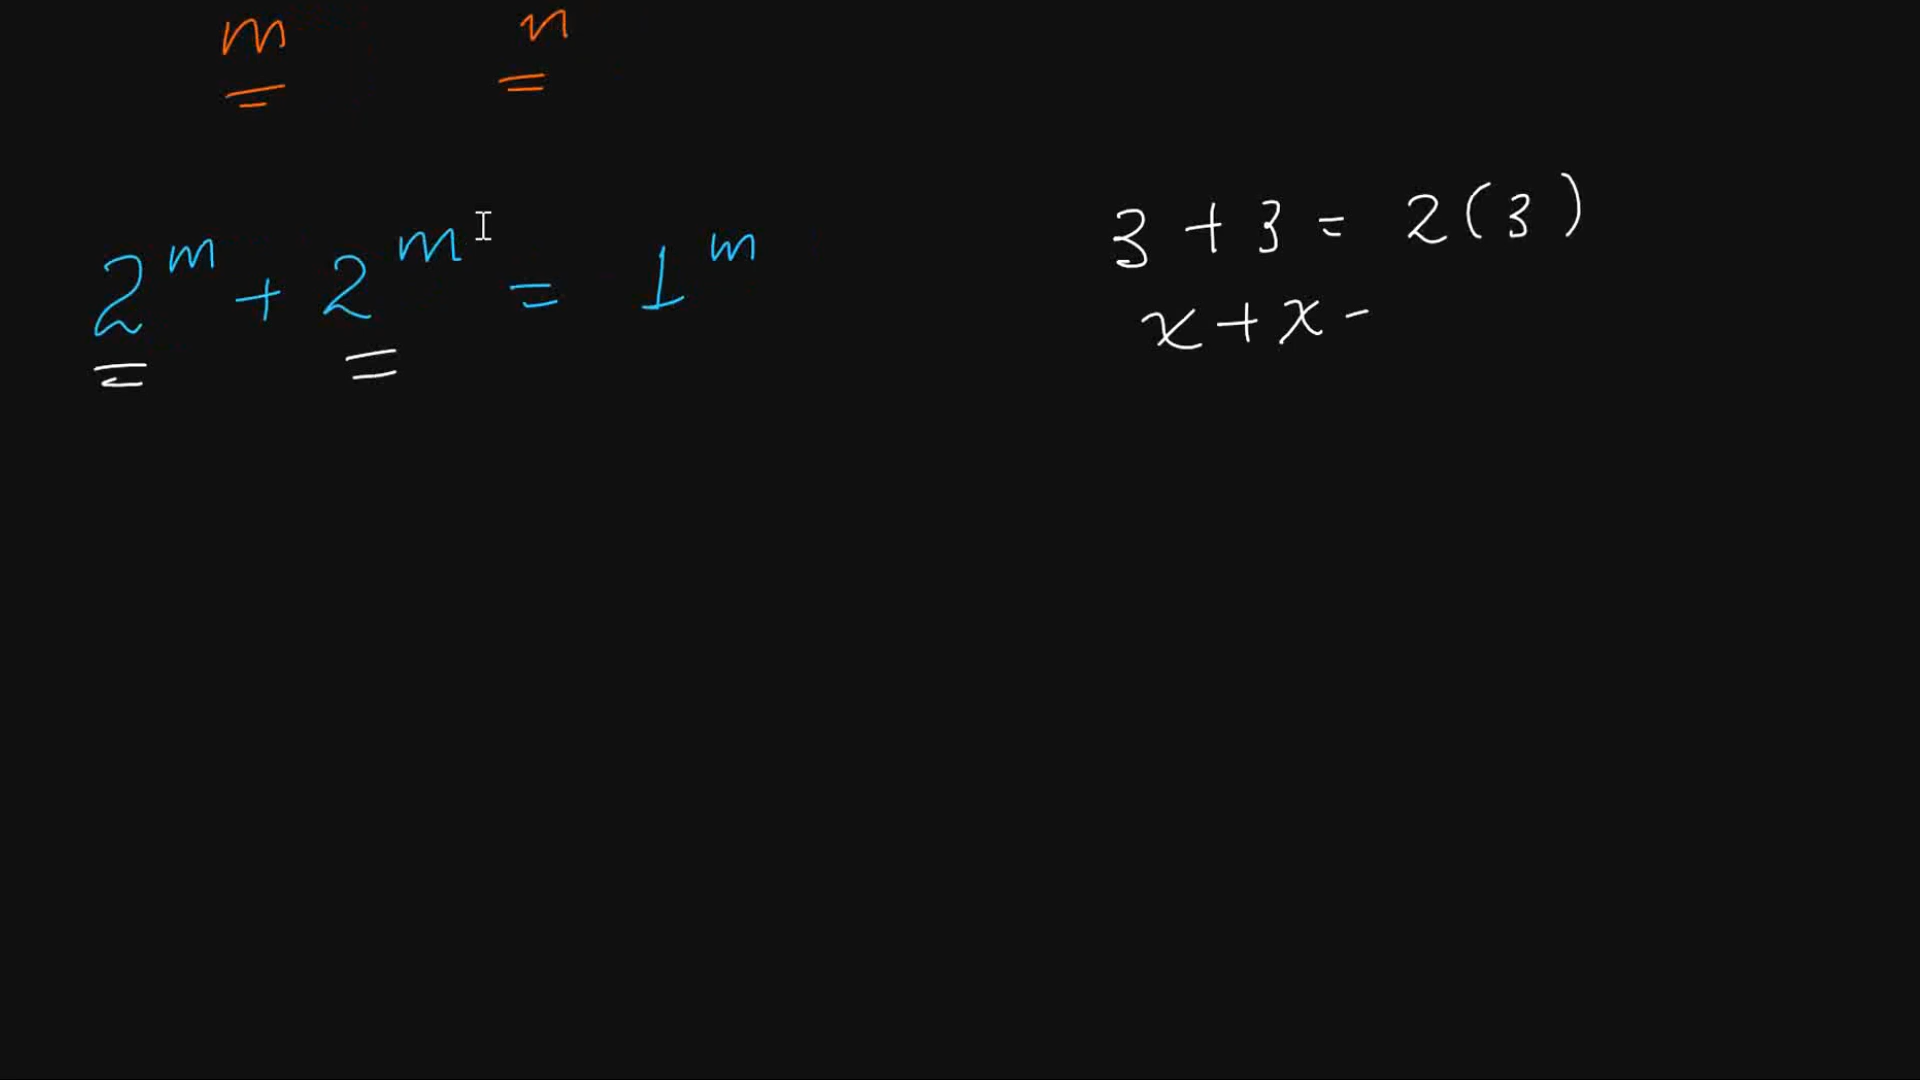 m n
2^m + 2^m = 1^m
3 + 3 = 2(3)
x + x -